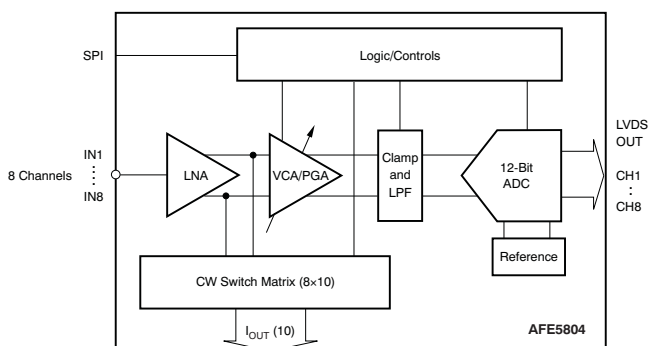 SPI
Logic/Controls
LVDS
OUT
8 Channels
IN1
IN8
LNA
VCA/PGA
Clamp
and
LPF
12-Bit
ADC
CH1
CH8
Reference
CW Switch Matrix (8×10)
IOUT (10)
AFE5804